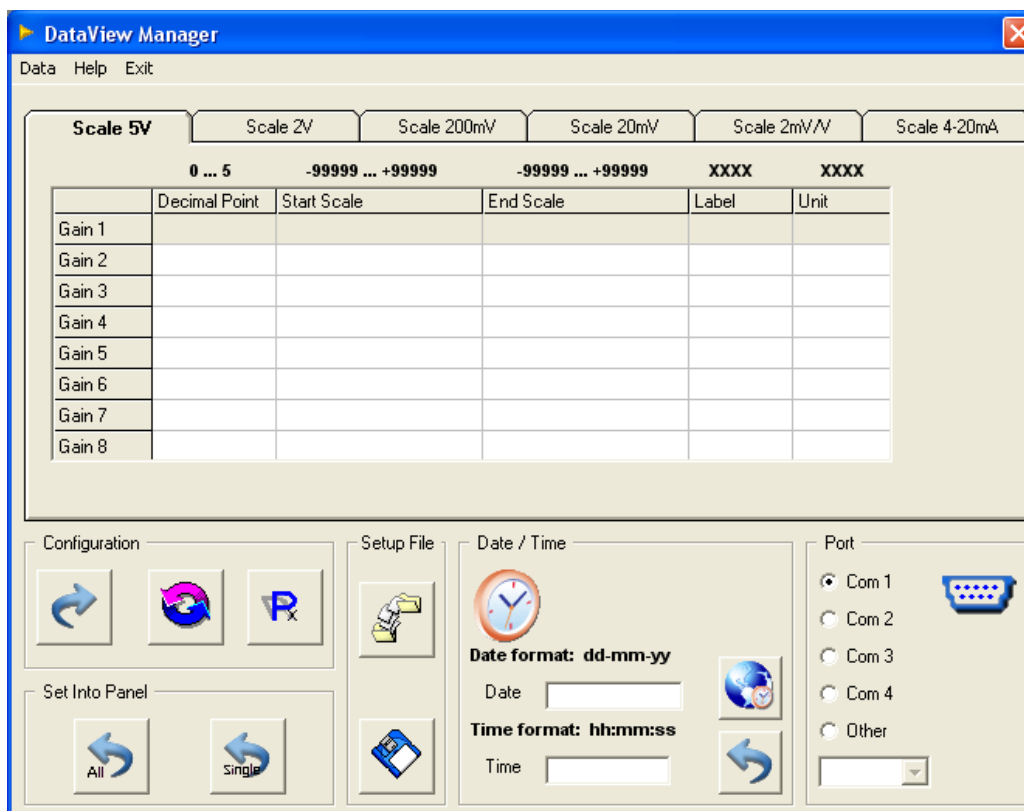 DataView Manager
Data Help Exit
Scale 5V Scale 2V Scale 200mV Scale 20mV Scale 2mV/V Scale 4-20mA
0 ... 5 -99999 ... +99999 -99999 ... +99999 XXXX XXXX
Decimal Point Start Scale End Scale Label Unit
Gain 1
Gain 2
Gain 3
Gain 4
Gain 5
Gain 6
Gain 7
Gain 8
Configuration
Rx
Set Into Panel
All Single
Setup File
Date / Time
Date format: dd-mm-yy
Date
Time format: hh:mm:ss
Time
Port
Com 1
Com 2
Com 3
Com 4
Other